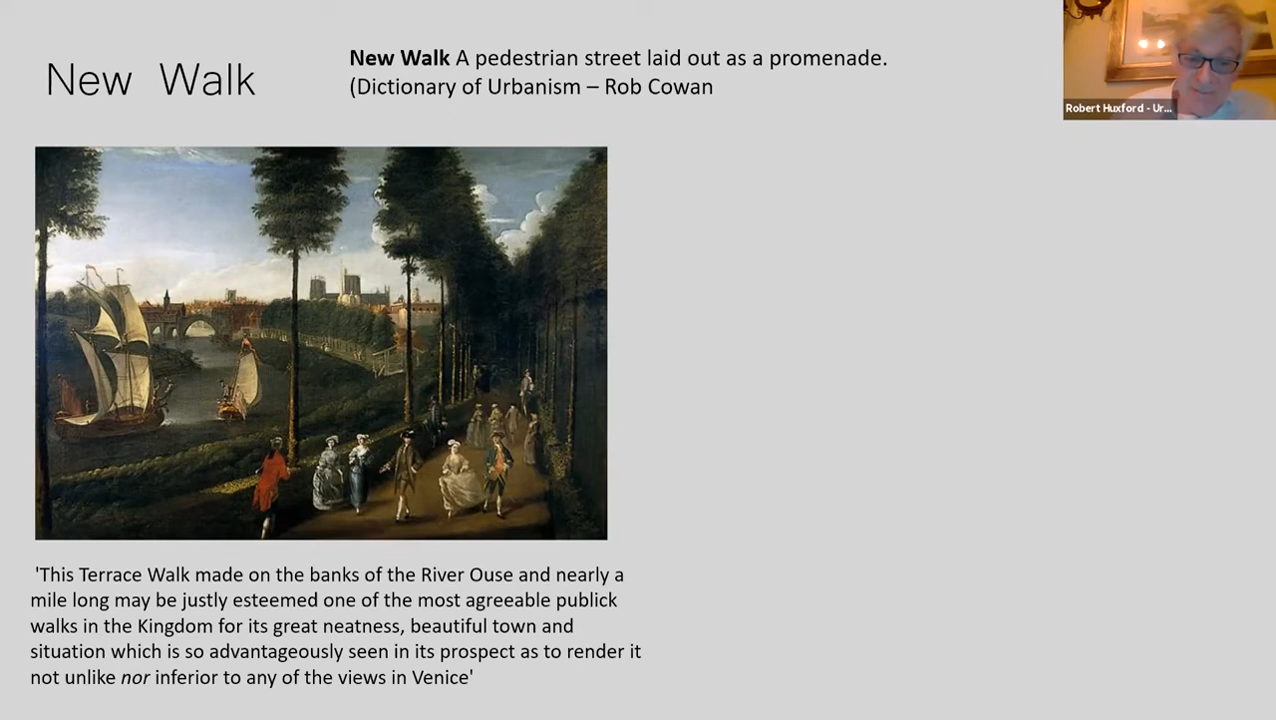 New Walk
New Walk A pedestrian street laid out as a promenade.
(Dictionary of Urbanism – Rob Cowan
Robert Huxford - Ur...
'This Terrace Walk made on the banks of the River Ouse and nearly a
mile long may be justly esteemed one of the most agreeable publick
walks in the Kingdom for its great neatness, beautiful town and
situation which is so advantageously seen in its prospect as to render it
not unlike nor inferior to any of the views in Venice'